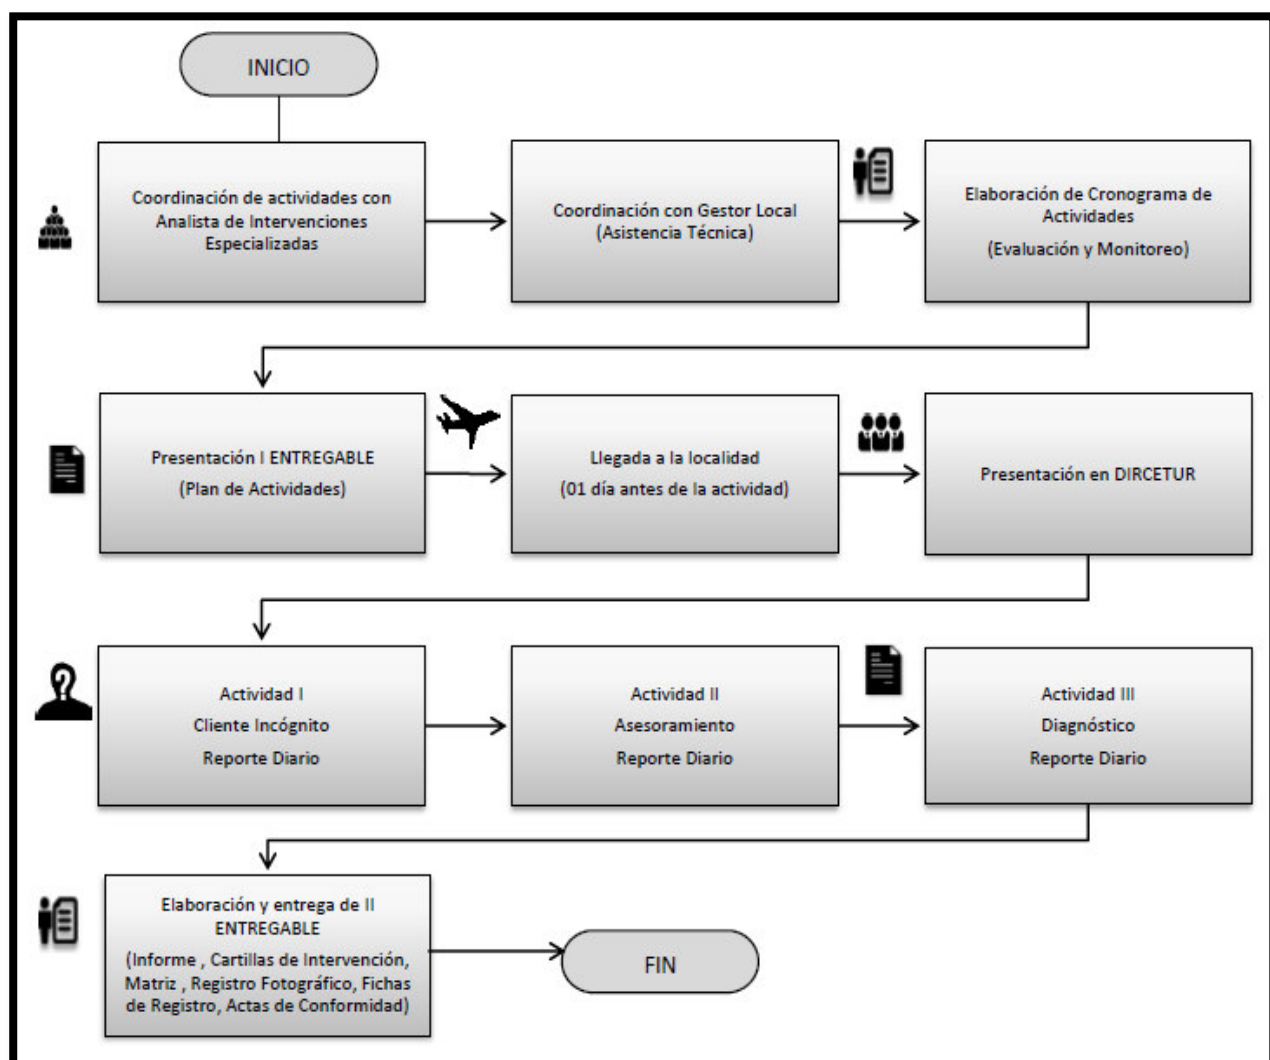 INICIO
Coordinación de actividades con
Analista de Intervenciones
Especializadas
Coordinación con Gestor Local
(Asistencia Técnica)
Elaboración de Cronograma de
Actividades
(Evaluación y Monitoreo)
Presentación I ENTREGABLE
(Plan de Actividades)
Llegada a la localidad
(01 día antes de la actividad)
Presentación en DIRCETUR
Actividad I
Cliente Incógnito
Reporte Diario
Actividad II
Asesoramiento
Reporte Diario
Actividad III
Diagnóstico
Reporte Diario
Elaboración y entrega de II
ENTREGABLE
(Informe , Cartillas de Intervención,
Matriz , Registro Fotográfico, Fichas
de Registro, Actas de Conformidad)
FIN